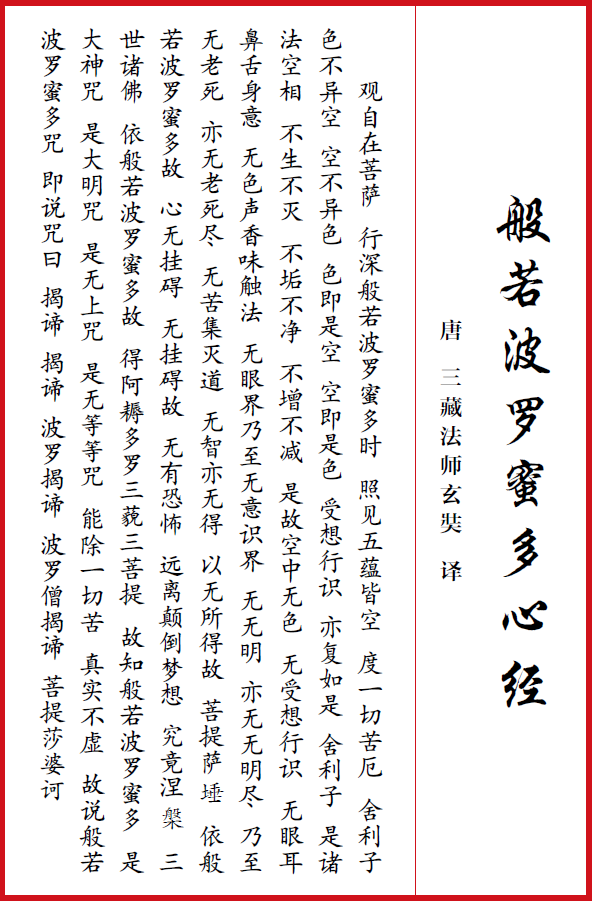 般若波罗蜜多心经
唐 三藏法师玄奘 译
观自在菩萨 行深般若波罗蜜多时 照见五蕴皆空 度一切苦厄 舍利子
色不异空 空不异色 色即是空 空即是色 受想行识 亦复如是 舍利子 是诸
法空相 不生不灭 不垢不净 不增不减 是故空中无色 无受想行识 无眼耳
鼻舌身意 无色声香味触法 无眼界乃至无意识界 无无明 亦无无明尽 乃至
无老死 亦无老死尽 无苦集灭道 无智亦无得 以无所得故 菩提萨埵 依般
若波罗蜜多故 心无挂碍 无挂碍故 无有恐怖 远离颠倒梦想 究竟涅槃 三
世诸佛 依般若波罗蜜多故 得阿耨多罗三藐三菩提 故知般若波罗蜜多 是
大神咒 是大明咒 是无上咒 是无等等咒 能除一切苦 真实不虚 故说般若
波罗蜜多咒 即说咒曰 揭谛 揭谛 波罗揭谛 波罗僧揭谛 菩提莎婆诃